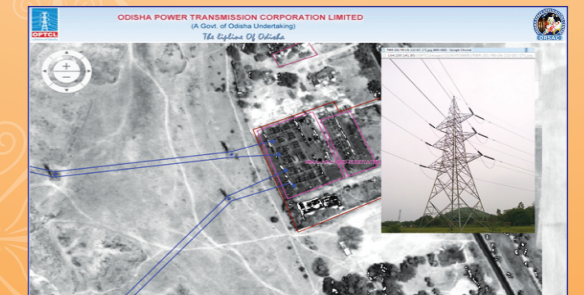 ODISHA POWER TRANSMISSION CORPORATION LIMITED
(A Govt. of Odisha Undertaking)
The Lifeline Of Odisha
OPTCL
ORSAC